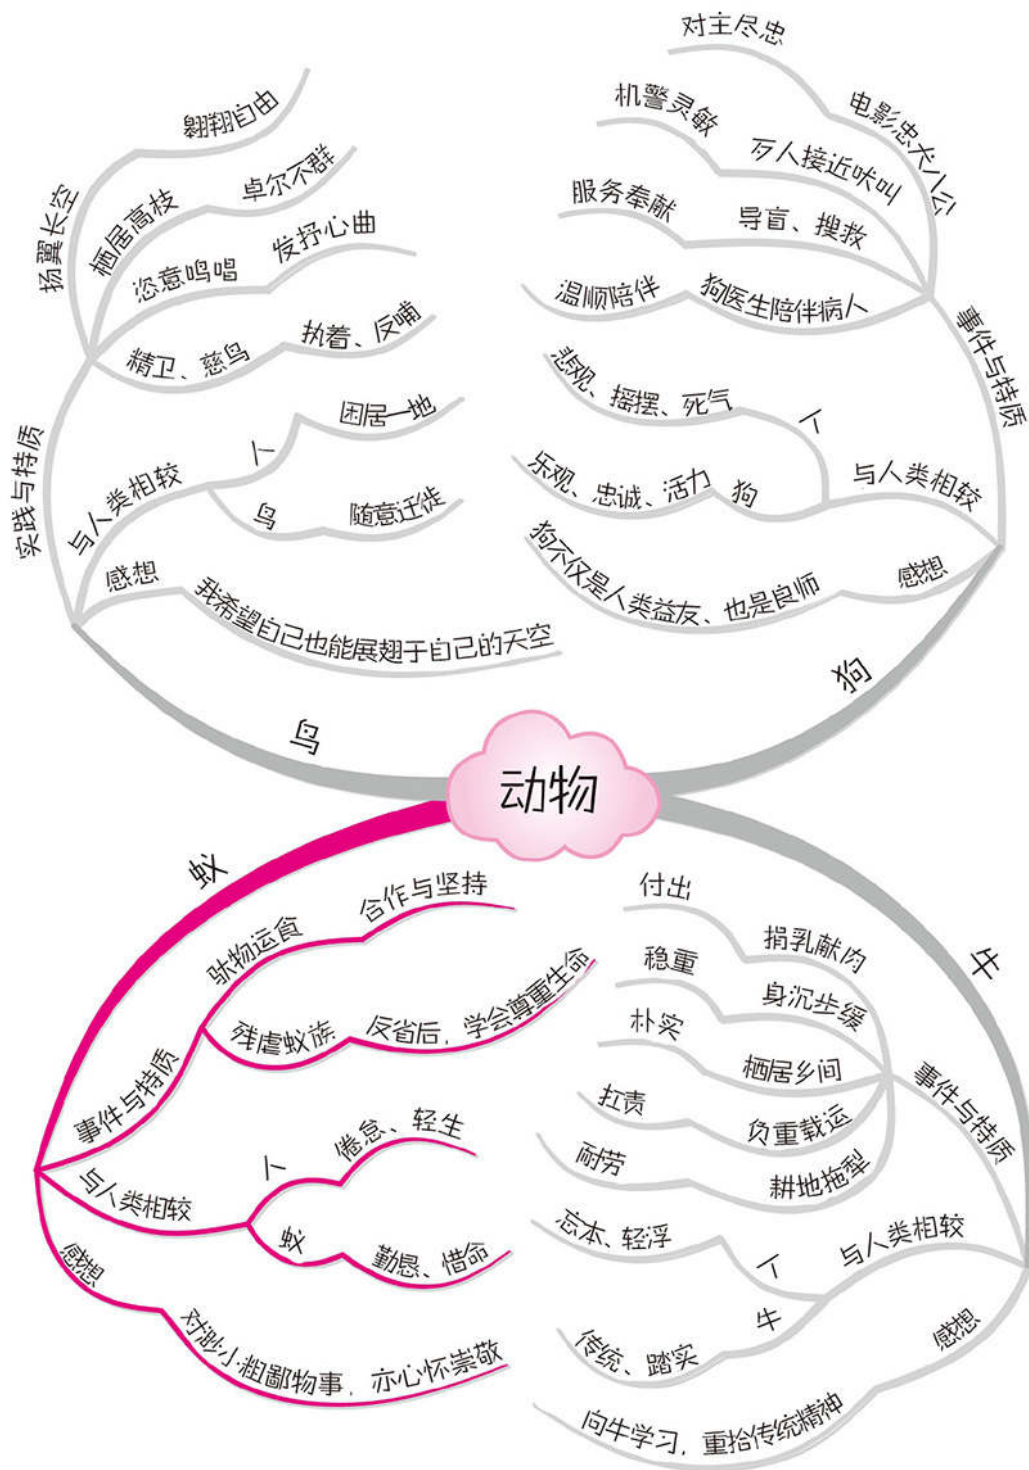 动物
鸟
实践与特质
扬翼长空
翱翔自由
栖居高枝
卓尔不群
恣意鸣唱
发抒心曲
精卫、慈鸟
执着、反哺
与人类相较
人
困居一地
鸟
随意迁徙
感想
我希望自己也能展翅于自己的天空
狗
事件与特质
电影忠犬八公
对主尽忠
歹人接近吠叫
机警灵敏
导盲、搜救
服务奉献
狗医生陪伴病人
温顺陪伴
与人类相较
人
悲观、摇摆、死气
狗
乐观、忠诚、活力
感想
狗不仅是人类益友、也是良师
蚁
事件与特质
驮物运食
合作与坚持
残虐蚁族
反省后，学会尊重生命
与人类相较
人
倦怠、轻生
蚁
勤恳、惜命
感想
对渺小粗鄙物事，亦心怀崇敬
牛
事件与特质
捐乳献肉
付出
身沉步缓
稳重
栖居乡间
朴实
负重载运
扛责
耕地拖犁
耐劳
与人类相较
人
忘本、轻浮
牛
传统、踏实
感想
向牛学习，重拾传统精神